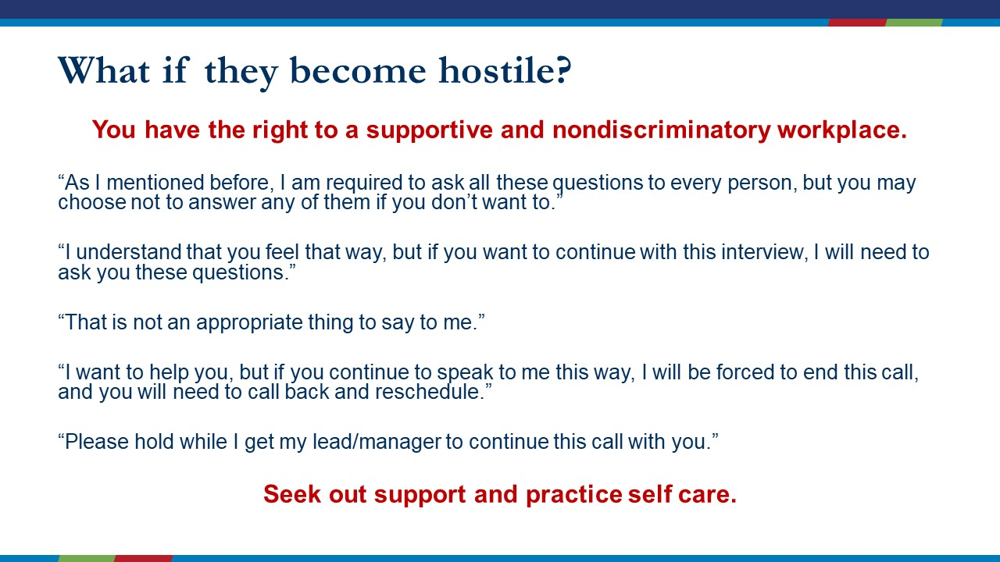 What if they become hostile?
You have the right to a supportive and nondiscriminatory workplace.
“As I mentioned before, I am required to ask all these questions to every person, but you may
choose not to answer any of them if you don’t want to.”
“I understand that you feel that way, but if you want to continue with this interview, I will need to
ask you these questions.”
“That is not an appropriate thing to say to me.”
“I want to help you, but if you continue to speak to me this way, I will be forced to end this call,
and you will need to call back and reschedule.”
“Please hold while I get my lead/manager to continue this call with you.”
Seek out support and practice self care.